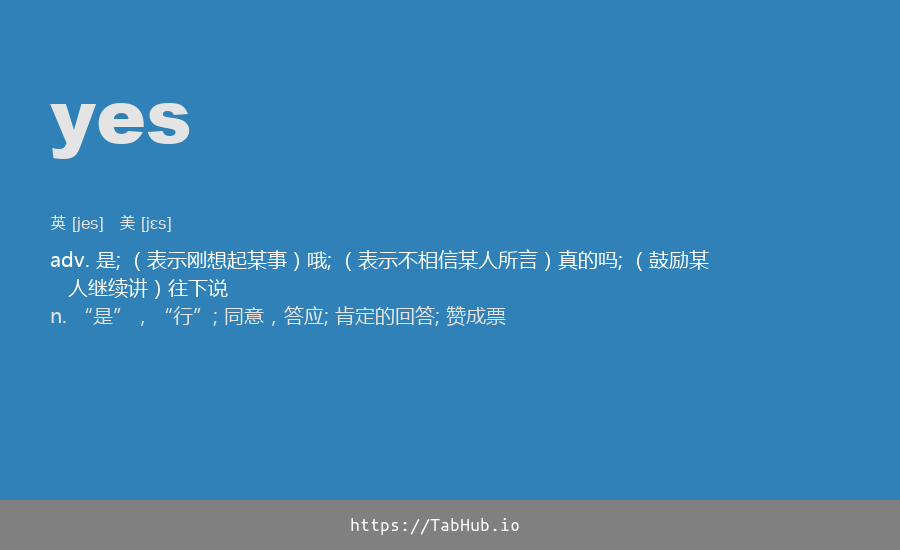 yes
英 [jes]   美 [jɛs]
adv. 是; （表示刚想起某事）哦; （表示不相信某人所言）真的吗; （鼓励某
人继续讲）往下说
n. “是”，“行”; 同意，答应; 肯定的回答; 赞成票
https://TabHub.io